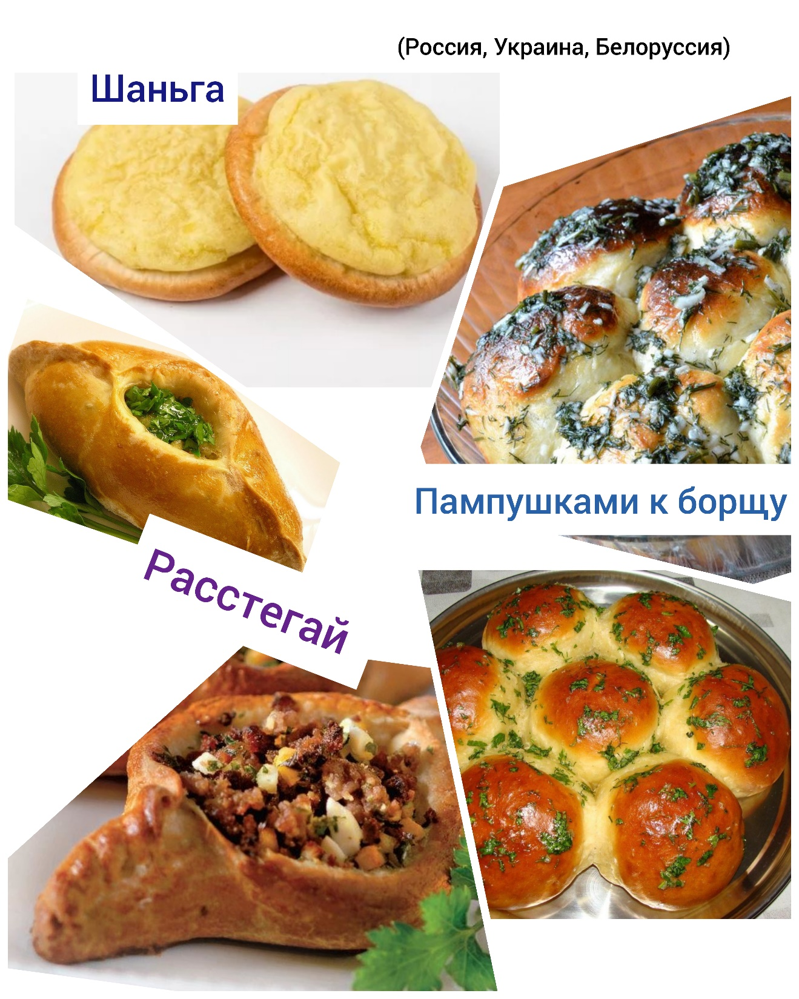 (Россия, Украина, Белоруссия)
Шаньга
Пампушками к борщу
Расстегай